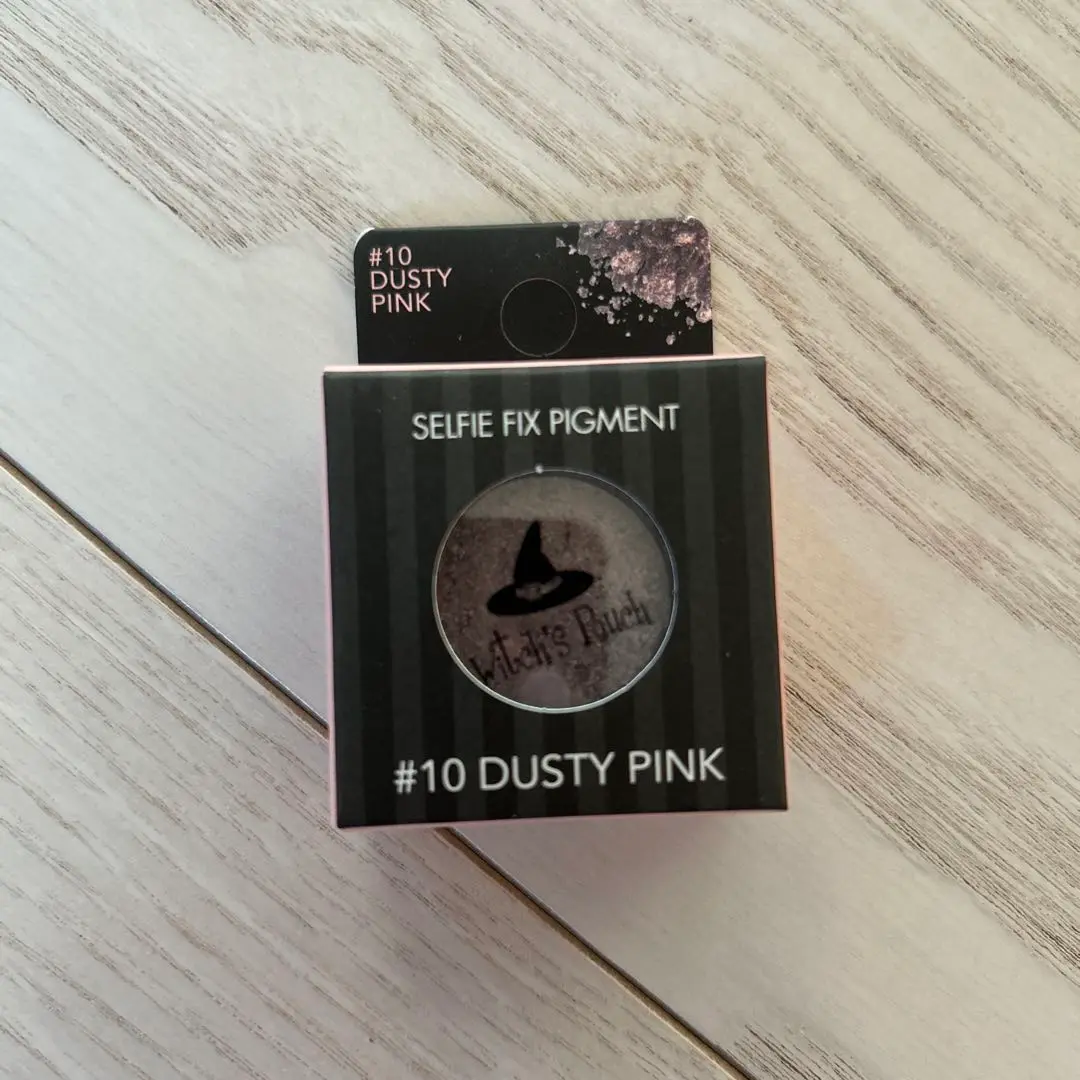 #10
DUSTY
PINK
SELFIE FIX PIGMENT
Witch's Pouch
#10 DUSTY PINK